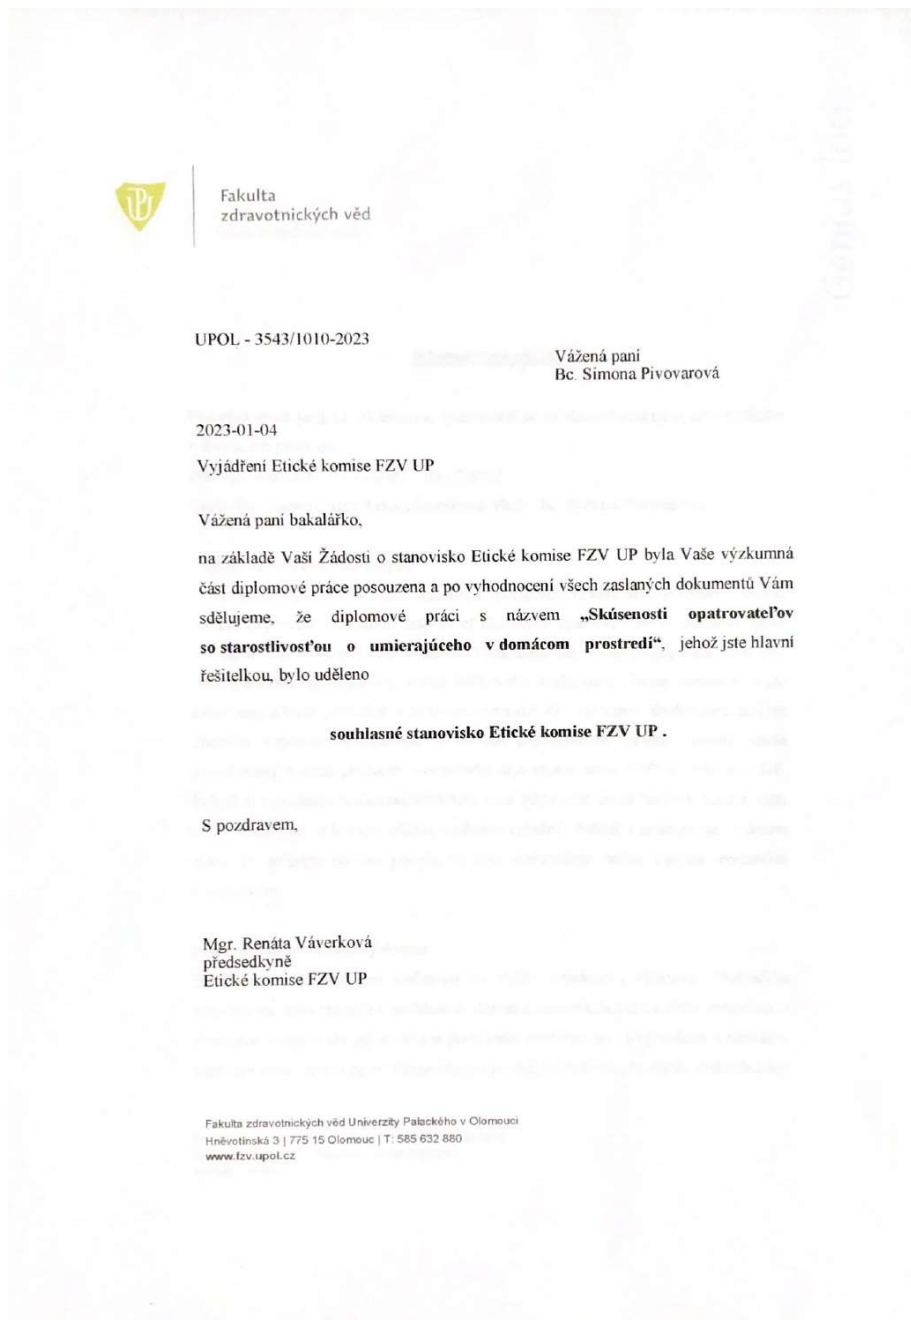 Fakulta
zdravotnických věd
UPOL - 3543/1010-2023
Vážená paní
Bc. Simona Pivovarová
2023-01-04
Vyjádření Etické komise FZV UP
Vážená paní bakalářko,
na základě Vaší Žádosti o stanovisko Etické komise FZV UP byla Vaše výzkumná
část diplomové práce posouzena a po vyhodnocení všech zaslaných dokumentů Vám
sdělujeme, že diplomové práci s názvem „Skúsenosti opatrovateľov
so starostlivosťou o umierajúceho v domácom prostredí“, jehož jste hlavní
řešitelkou, bylo uděleno
souhlasné stanovisko Etické komise FZV UP .
S pozdravem,
Mgr. Renáta Váverková
předsedkyně
Etické komise FZV UP
Fakulta zdravotnických věd Univerzity Palackého v Olomouci
Hněvotínská 3 | 775 15 Olomouc | T: 585 632 880
www.fzv.upol.cz